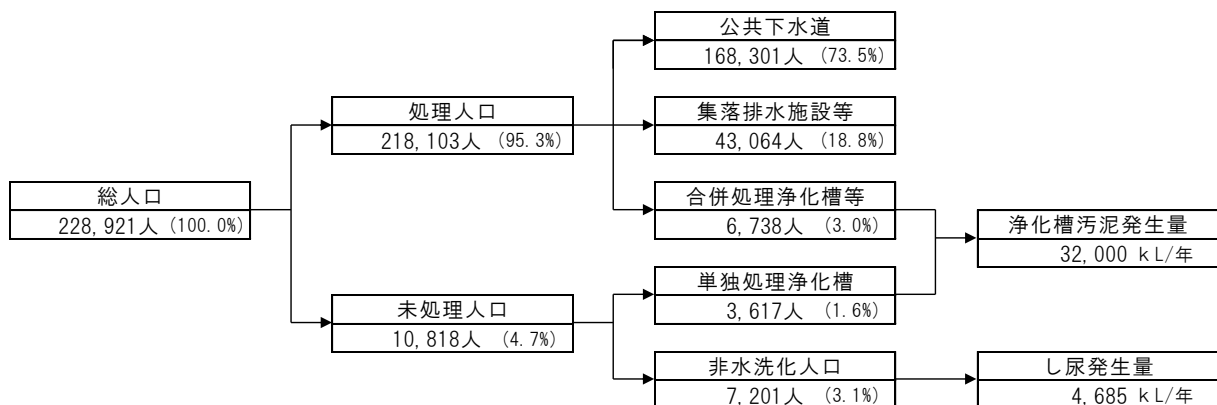 総人口
228,921人 (100.0%)
処理人口
218,103人 (95.3%)
未処理人口
10,818人 (4.7%)
公共下水道
168,301人 (73.5%)
集落排水施設等
43,064人 (18.8%)
合併処理浄化槽等
6,738人 (3.0%)
単独処理浄化槽
3,617人 (1.6%)
非水洗化人口
7,201人 (3.1%)
浄化槽汚泥発生量
32,000 kL/年
し尿発生量
4,685 kL/年